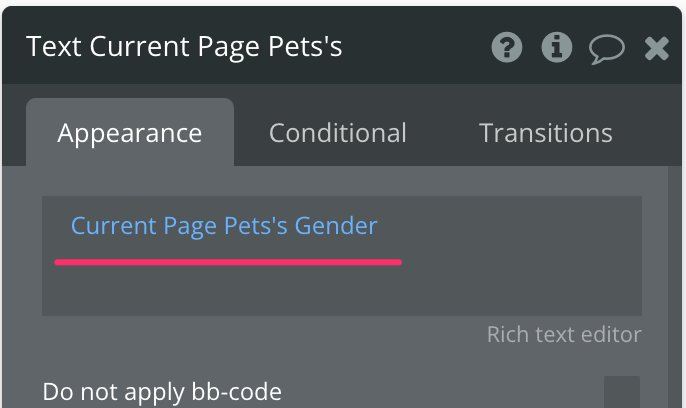 Text Current Page Pets's
Appearance Conditional Transitions
Current Page Pets's Gender
Rich text editor
Do not apply bb-code